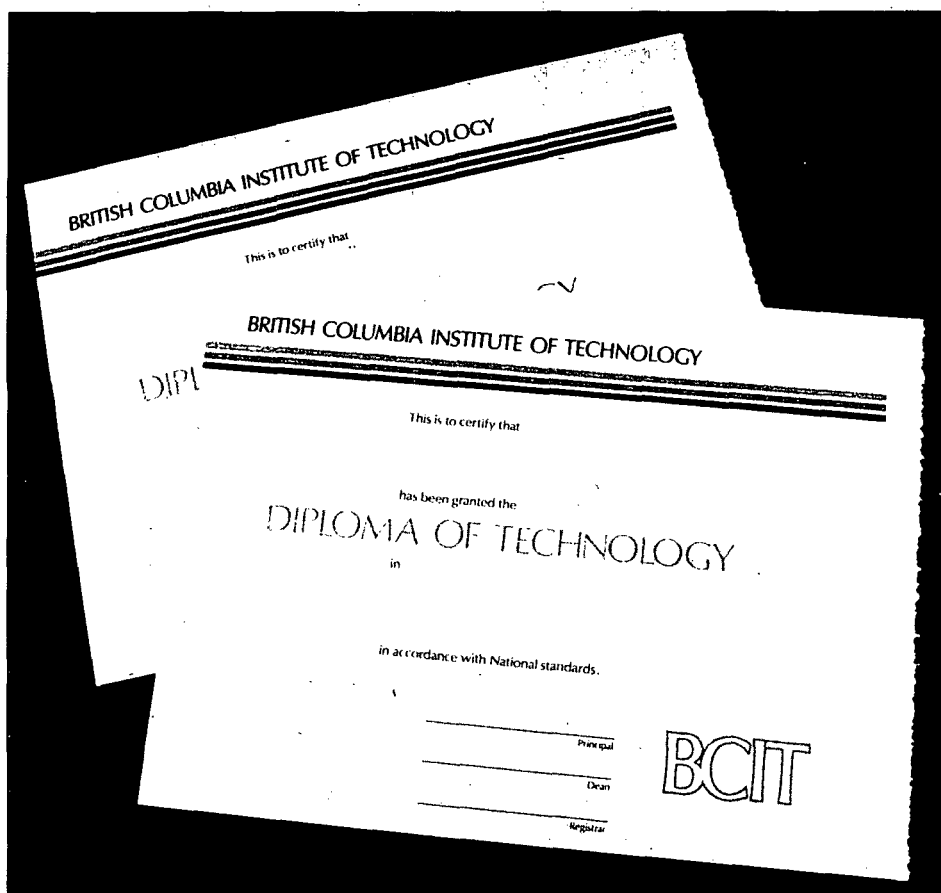 BRITISH COLUMBIA INSTITUTE OF TECHNOLOGY
This is to certify that
DIPL
BRITISH COLUMBIA INSTITUTE OF TECHNOLOGY
This is to certify that
has been granted the
DIPLOMA OF TECHNOLOGY
in
in accordance with National standards.
Principal
Dean
Registrar
BCIT